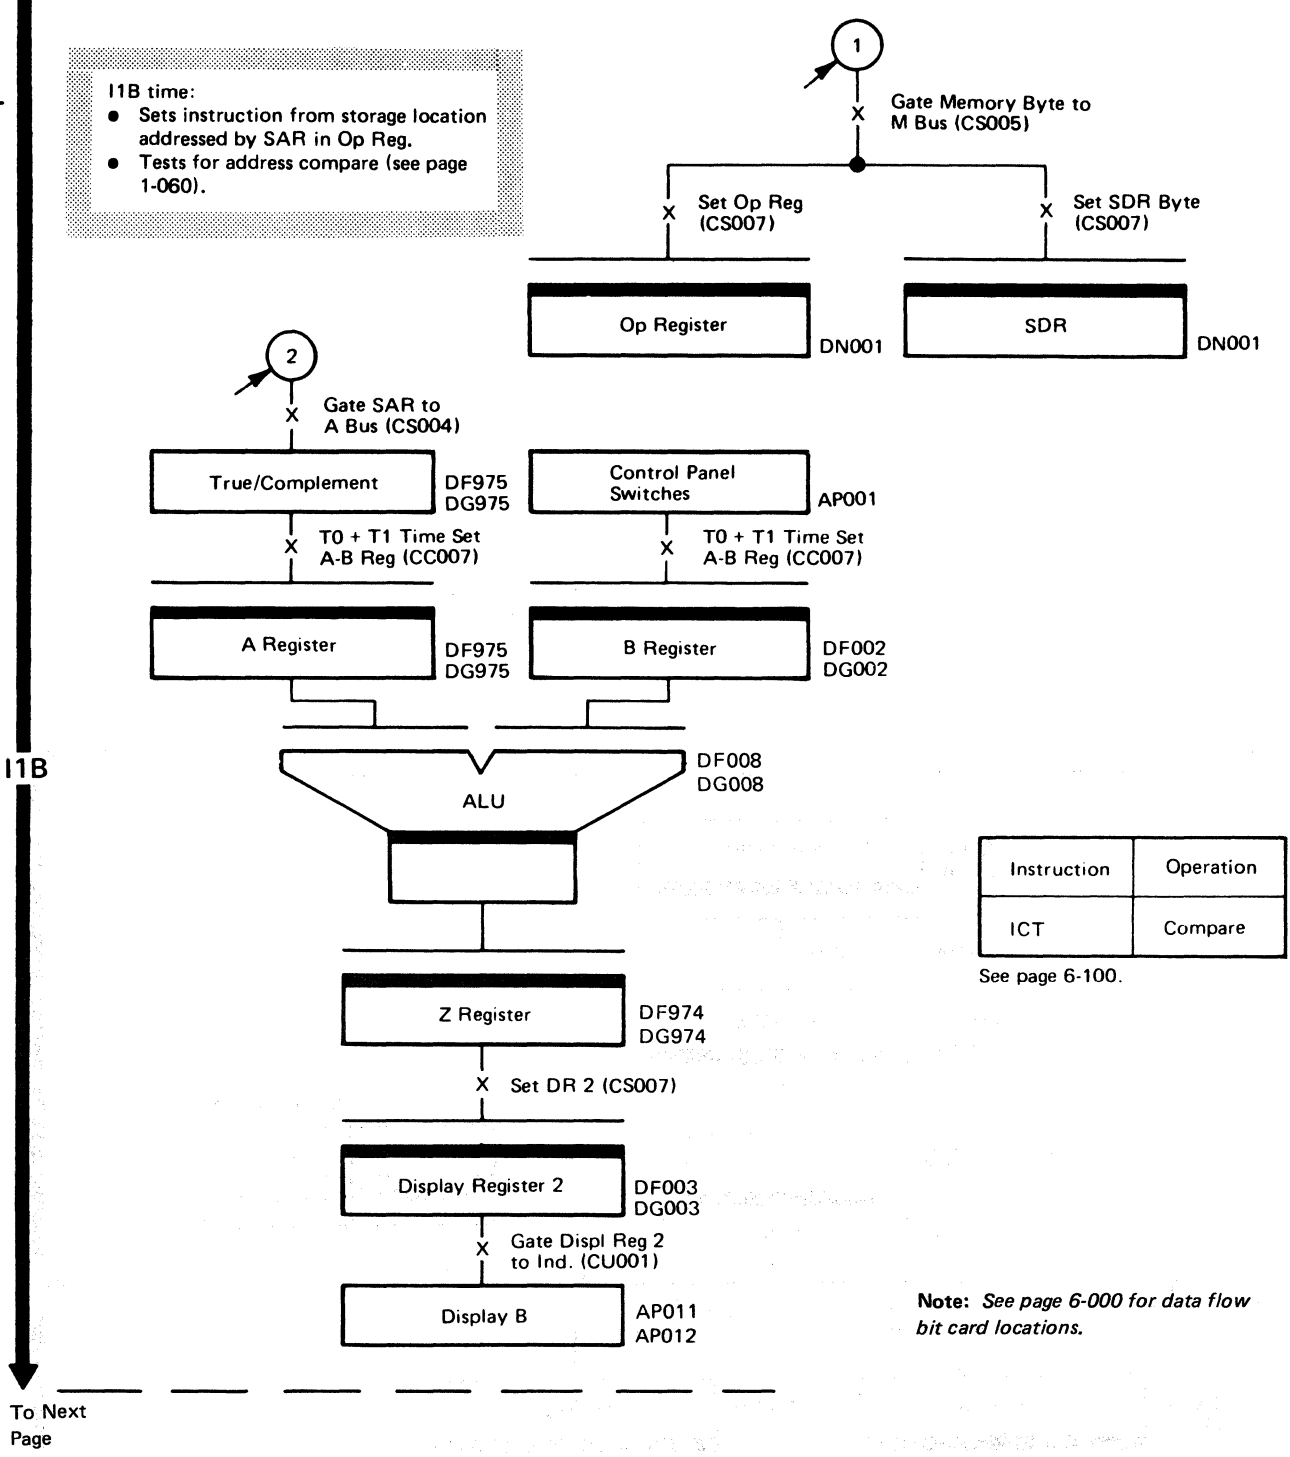 I1B time:
● Sets instruction from storage location
addressed by SAR in Op Reg.
● Tests for address compare (see page
1-060).
1
Gate Memory Byte to
M Bus (CS005)
X
X
Set Op Reg
(CS007)
X
Set SDR Byte
(CS007)
Op Register
DN001
SDR
DN001
2
X
Gate SAR to
A Bus (CS004)
True/Complement
DF975
DG975
Control Panel
Switches
AP001
X
T0 + T1 Time Set
A-B Reg (CC007)
X
T0 + T1 Time Set
A-B Reg (CC007)
A Register
DF975
DG975
B Register
DF002
DG002
I1B
ALU
DF008
DG008
Instruction
Operation
ICT
Compare
See page 6-100.
Z Register
DF974
DG974
X
Set DR 2 (CS007)
Display Register 2
DF003
DG003
X
Gate Displ Reg 2
to Ind. (CU001)
Display B
AP011
AP012
Note: See page 6-000 for data flow
bit card locations.
To Next
Page